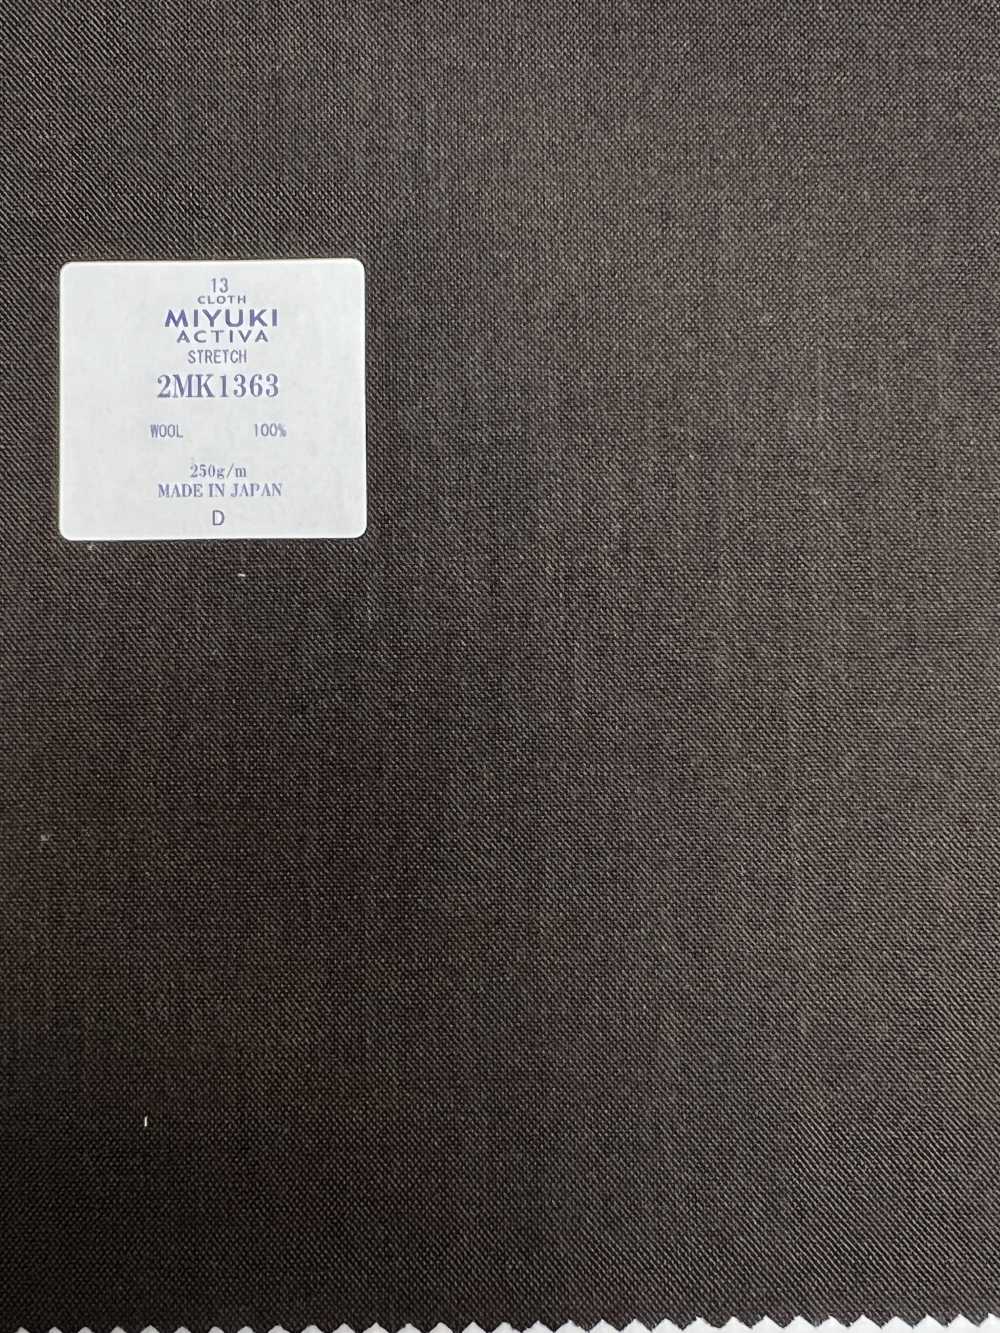 13
CLOTH
MIYUKI
ACTIVA
STRETCH
2MK1363
WOOL 100%
250g/m
MADE IN JAPAN
D